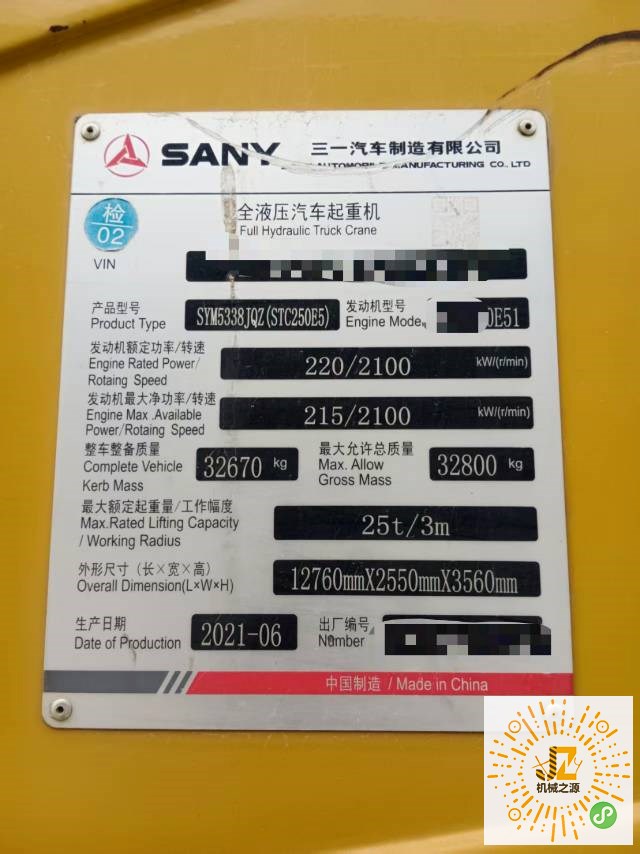 SANY 三一汽车制造有限公司
AUTOMOBILE MANUFACTURING CO., LTD
检
02
全液压汽车起重机
Full Hydraulic Truck Crane
VIN
产品型号 SYM5338JQZ(STC250E5) 发动机型号
Product Type Engine Mode DE51
发动机额定功率/转速
Engine Rated Power/ 220/2100 kW/(r/min)
Rotaing Speed
发动机最大净功率/转速
Engine Max .Available 215/2100 kW/(r/min)
Power/Rotaing Speed
整车整备质量 最大允许总质量
Complete Vehicle 32670 kg Max. Allow 32800 kg
Kerb Mass Gross Mass
最大额定起重量/工作幅度
Max.Rated Lifting Capacity 25t/3m
/ Working Radius
外形尺寸（长×宽×高）
Overall Dimension(L×W×H) 12760mmX2550mmX3560mm
生产日期 2021-06 出厂编号
Date of Production Number
中国制造 / Made in China
JZ
机械之源